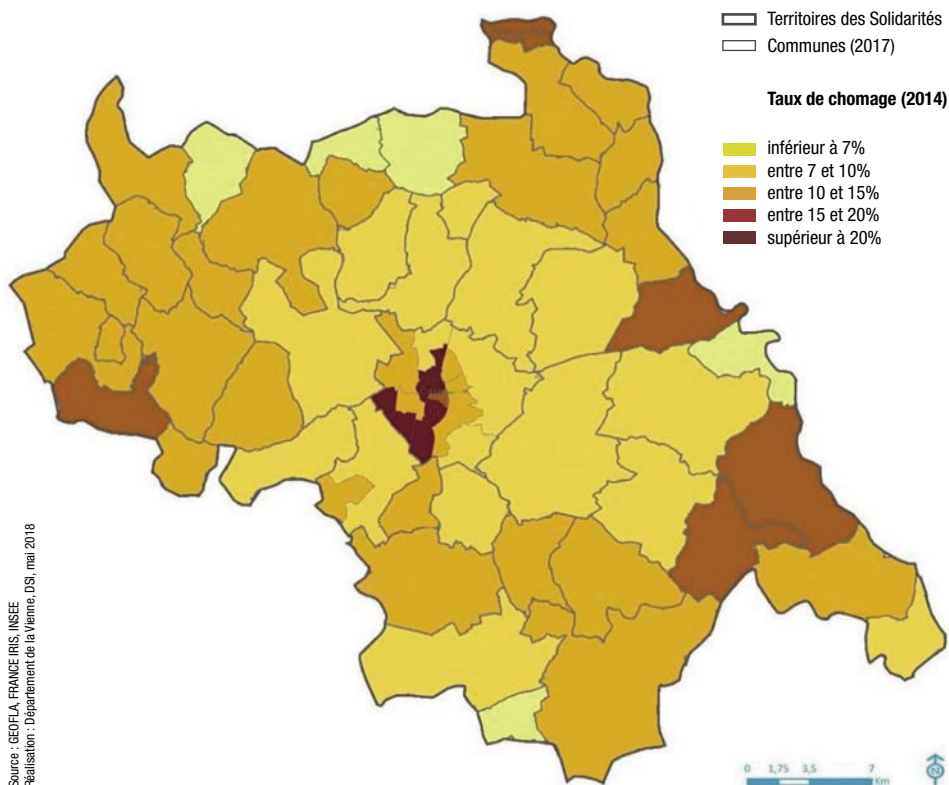 Territoires des Solidarités
Communes (2017)
Taux de chomage (2014)
inférieur à 7%
entre 7 et 10%
entre 10 et 15%
entre 15 et 20%
supérieur à 20%
Source : GEOFLA, FRANCE IRIS, INSEE
Réalisation : Département de la Vienne, DSI, mai 2018
0 1,75 3,5 7
Km
N